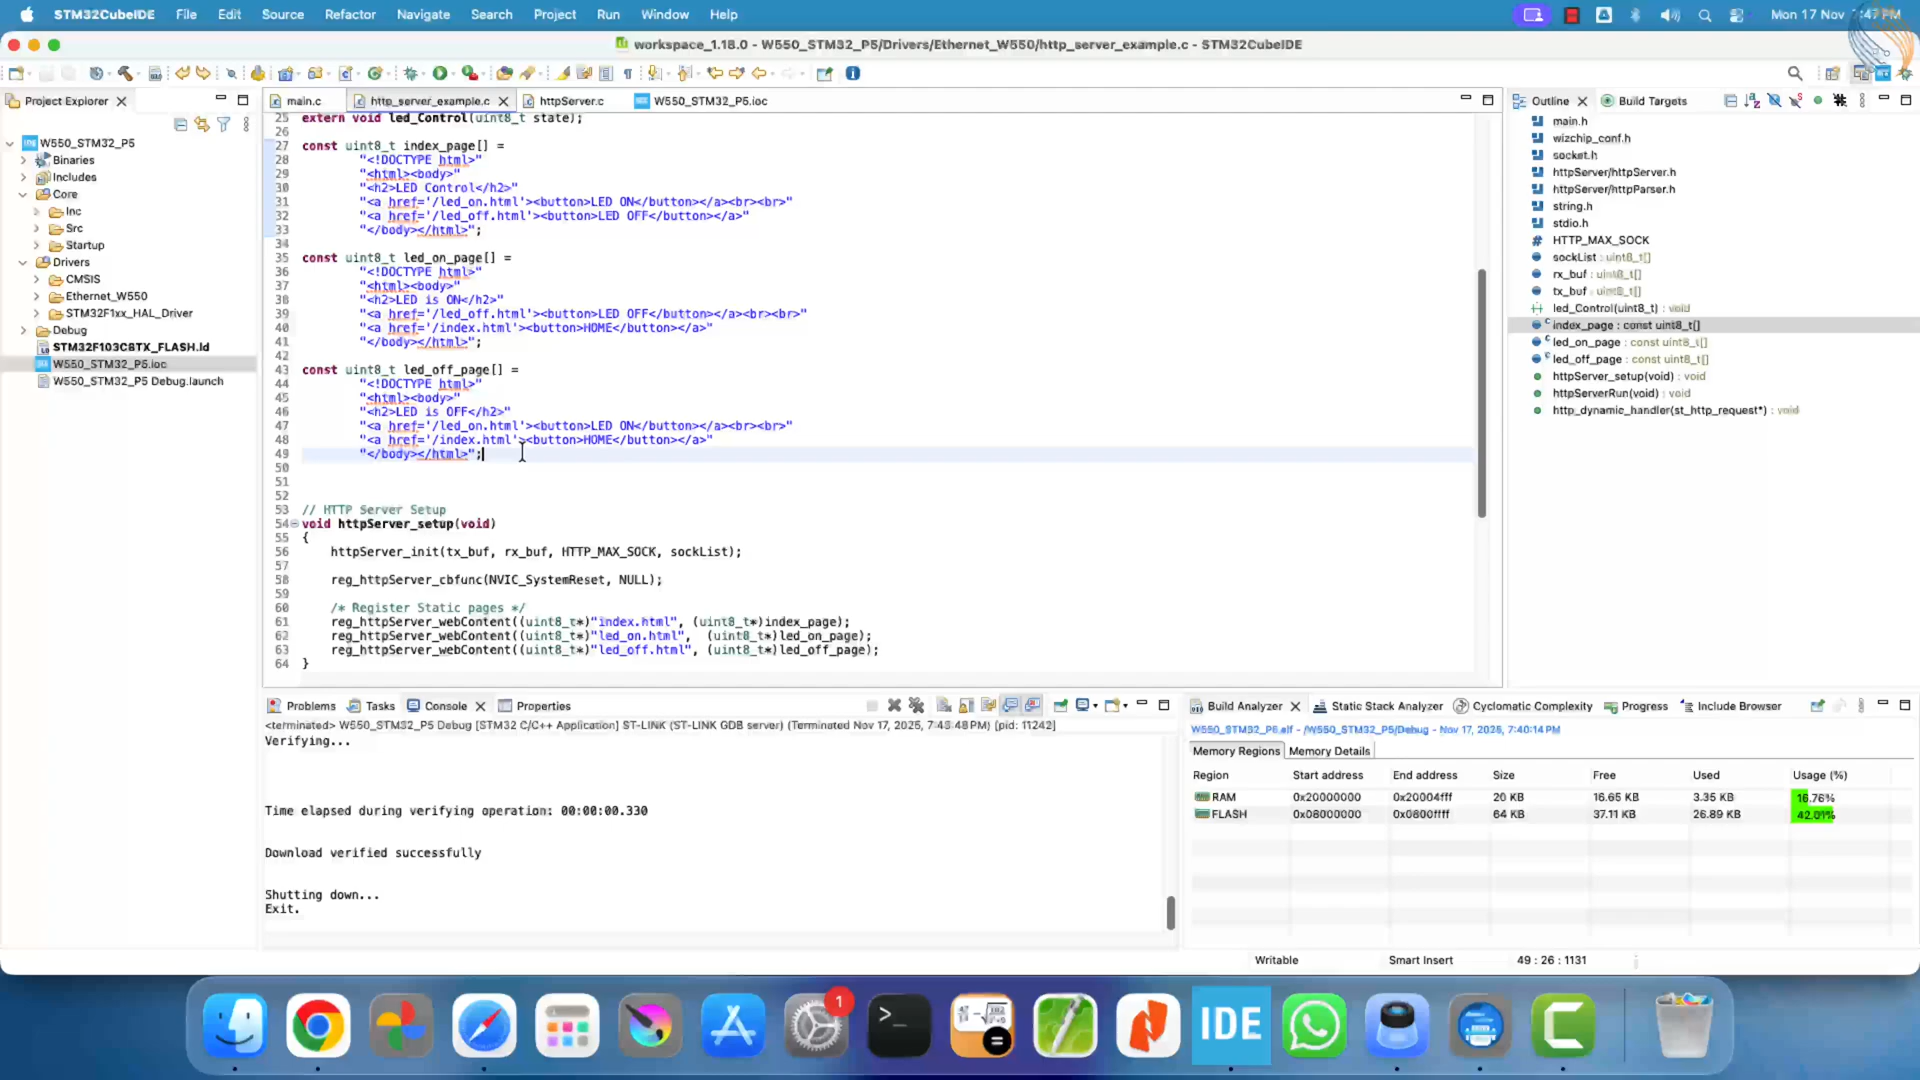 STM32CubeIDE File Edit Source Refactor Navigate Search Project Run Window Help
Mon 17 Nov
workspace_1.18.0 - W550_STM32_P5/Drivers/Ethernet_W550/http_server_example.c - STM32CubeIDE
Project Explorer
W550_STM32_P5
Binaries
Includes
Core
Inc
Src
Startup
Drivers
CMSIS
Ethernet_W550
STM32F1xx_HAL_Driver
Debug
STM32F103C8TX_FLASH.ld
W550_STM32_P5.ioc
W550_STM32_P5 Debug.launch
main.c http_server_example.c httpServer.c W550_STM32_P5.ioc
25 extern void led_Control(uint8_t state);
26
27 const uint8_t index_page[] =
28 "<!DOCTYPE html>"
29 "<html><body>"
30 "<h2>LED Control</h2>"
31 "<a href='/led_on.html'><button>LED ON</button></a><br><br>"
32 "<a href='/led_off.html'><button>LED OFF</button></a>"
33 "</body></html>";
34
35 const uint8_t led_on_page[] =
36 "<!DOCTYPE html>"
37 "<html><body>"
38 "<h2>LED is ON</h2>"
39 "<a href='/led_off.html'><button>LED OFF</button></a><br><br>"
40 "<a href='/index.html'><button>HOME</button></a>"
41 "</body></html>";
42
43 const uint8_t led_off_page[] =
44 "<!DOCTYPE html>"
45 "<html><body>"
46 "<h2>LED is OFF</h2>"
47 "<a href='/led_on.html'><button>LED ON</button></a><br><br>"
48 "<a href='/index.html'><button>HOME</button></a>"
49 "</body></html>";
50
51
52
53 // HTTP Server Setup
54 void httpServer_setup(void)
55 {
56 httpServer_init(tx_buf, rx_buf, HTTP_MAX_SOCK, sockList);
57
58 reg_httpServer_cbfunc(NVIC_SystemReset, NULL);
59
60 /* Register Static pages */
61 reg_httpServer_webContent((uint8_t*)"index.html", (uint8_t*)index_page);
62 reg_httpServer_webContent((uint8_t*)"led_on.html", (uint8_t*)led_on_page);
63 reg_httpServer_webContent((uint8_t*)"led_off.html", (uint8_t*)led_off_page);
64 }
Outline Build Targets
main.h
wizchip_conf.h
socket.h
httpServer/httpServer.h
httpServer/httpParser.h
string.h
stdio.h
HTTP_MAX_SOCK
sockList : uint8_t[]
rx_buf : uint8_t[]
tx_buf : uint8_t[]
led_Control(uint8_t) : void
index_page : const uint8_t[]
led_on_page : const uint8_t[]
led_off_page : const uint8_t[]
httpServer_setup(void) : void
httpServerRun(void) : void
http_dynamic_handler(st_http_request*) : void
Problems Tasks Console Properties
<terminated> W550_STM32_P5 Debug [STM32 C/C++ Application] ST-LINK (ST-LINK GDB server) (Terminated Nov 17, 2025, 7:43:48 PM) [pid: 11242]
Verifying...
Time elapsed during verifying operation: 00:00:00.330
Download verified successfully
Shutting down...
Exit.
Build Analyzer Static Stack Analyzer Cyclomatic Complexity Progress Include Browser
W550_STM32_P5.elf - /W550_STM32_P5/Debug - Nov 17, 2025, 7:40:14 PM
Memory Regions Memory Details
Region Start address End address Size Free Used Usage (%)
RAM 0x20000000 0x20004fff 20 KB 16.65 KB 3.35 KB 16.76%
FLASH 0x08000000 0x0800ffff 64 KB 37.11 KB 26.89 KB 42.01%
Writable Smart Insert 49 : 26 : 1131
1
IDE